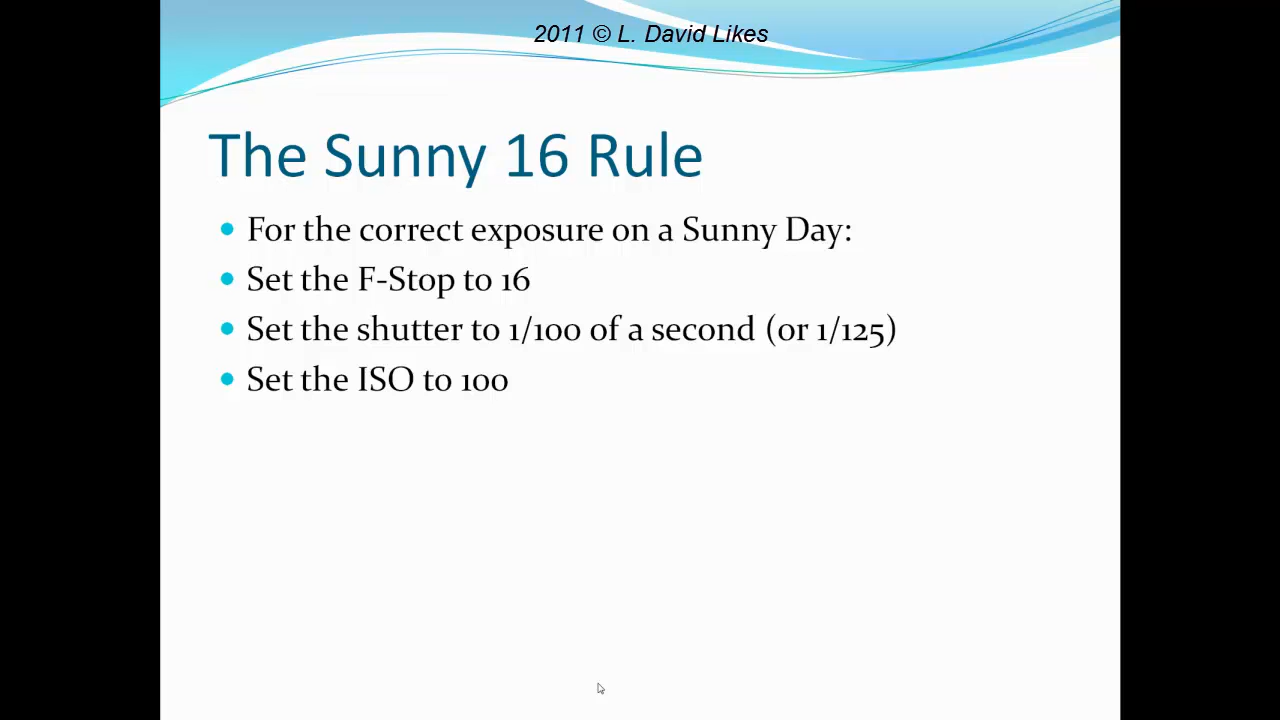 2011 © L. David Likes
The Sunny 16 Rule
For the correct exposure on a Sunny Day:
Set the F-Stop to 16
Set the shutter to 1/100 of a second (or 1/125)
Set the ISO to 100